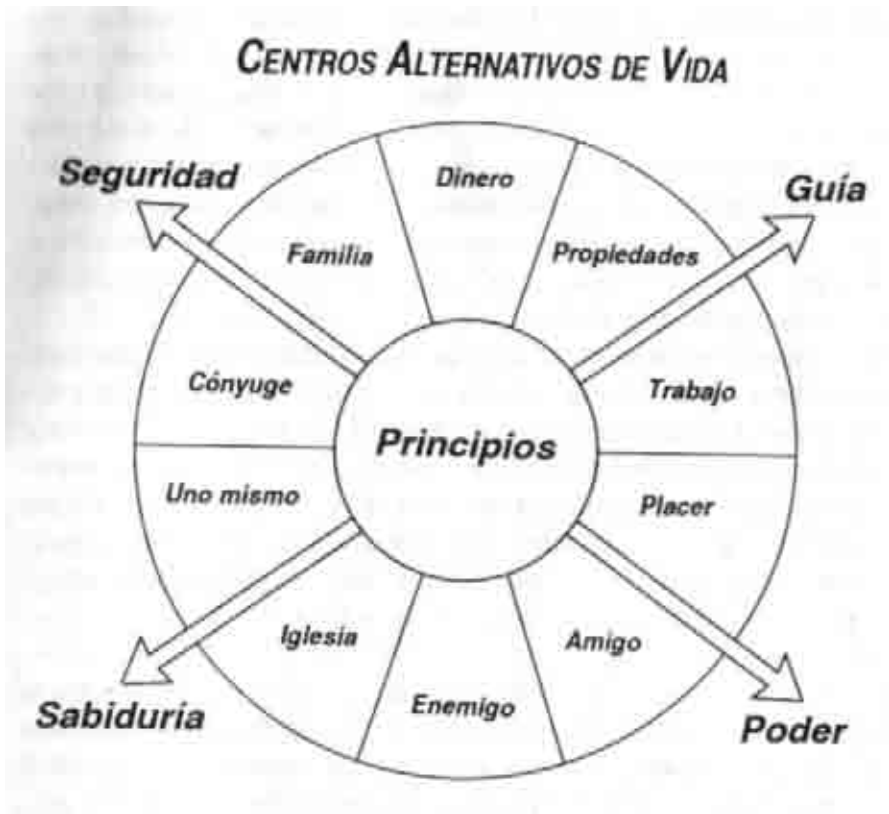 CENTROS ALTERNATIVOS DE VIDA
Seguridad
Dinero
Guía
Familia
Propiedades
Cónyuge
Trabajo
Principios
Uno mismo
Placer
Iglesia
Amigo
Enemigo
Sabiduría
Poder